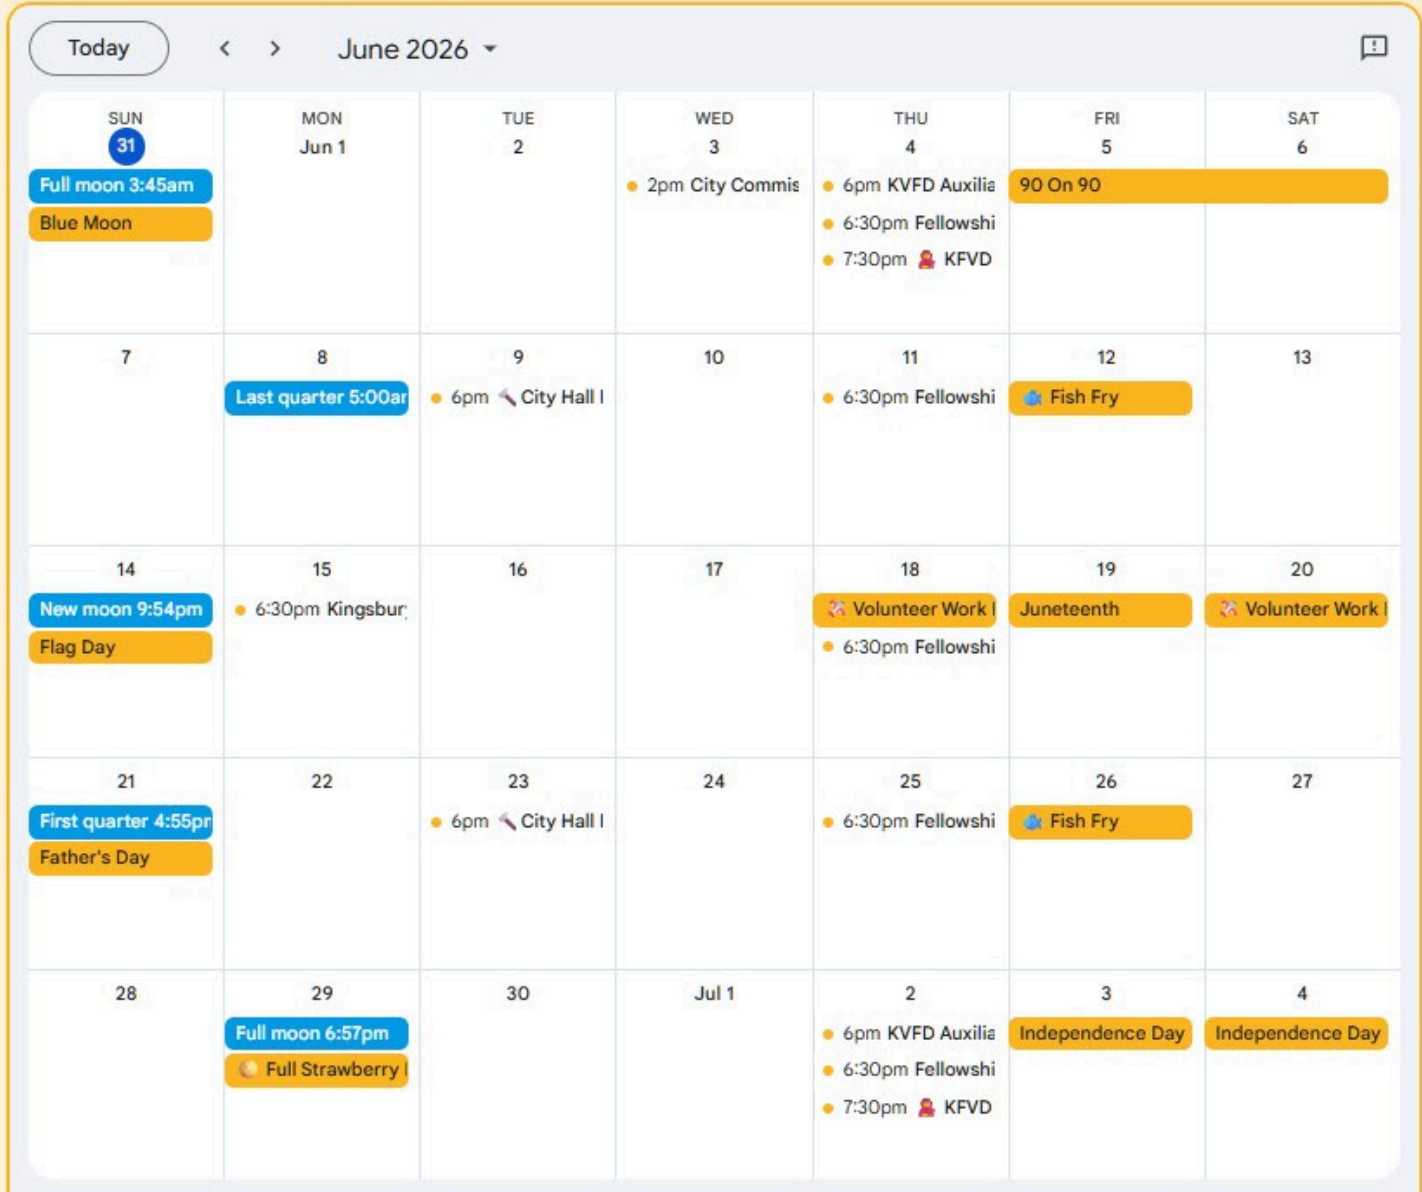 Today
June 2026
SUN MON TUE WED THU FRI SAT
31 Jun 1 2 3 4 5 6
Full moon 3:45am
Blue Moon
2pm City Commis
6pm KVFD Auxilia
6:30pm Fellowshi
7:30pm KFVD
90 On 90
7 8 9 10 11 12 13
Last quarter 5:00ar
6pm City Hall I
6:30pm Fellowshi
Fish Fry
14 15 16 17 18 19 20
New moon 9:54pm
Flag Day
6:30pm Kingsbury
Volunteer Work I
6:30pm Fellowshi
Juneteenth
Volunteer Work I
21 22 23 24 25 26 27
First quarter 4:55pr
Father's Day
6pm City Hall I
6:30pm Fellowshi
Fish Fry
28 29 30 Jul 1 2 3 4
Full moon 6:57pm
Full Strawberry I
6pm KVFD Auxilia
6:30pm Fellowshi
7:30pm KFVD
Independence Day
Independence Day